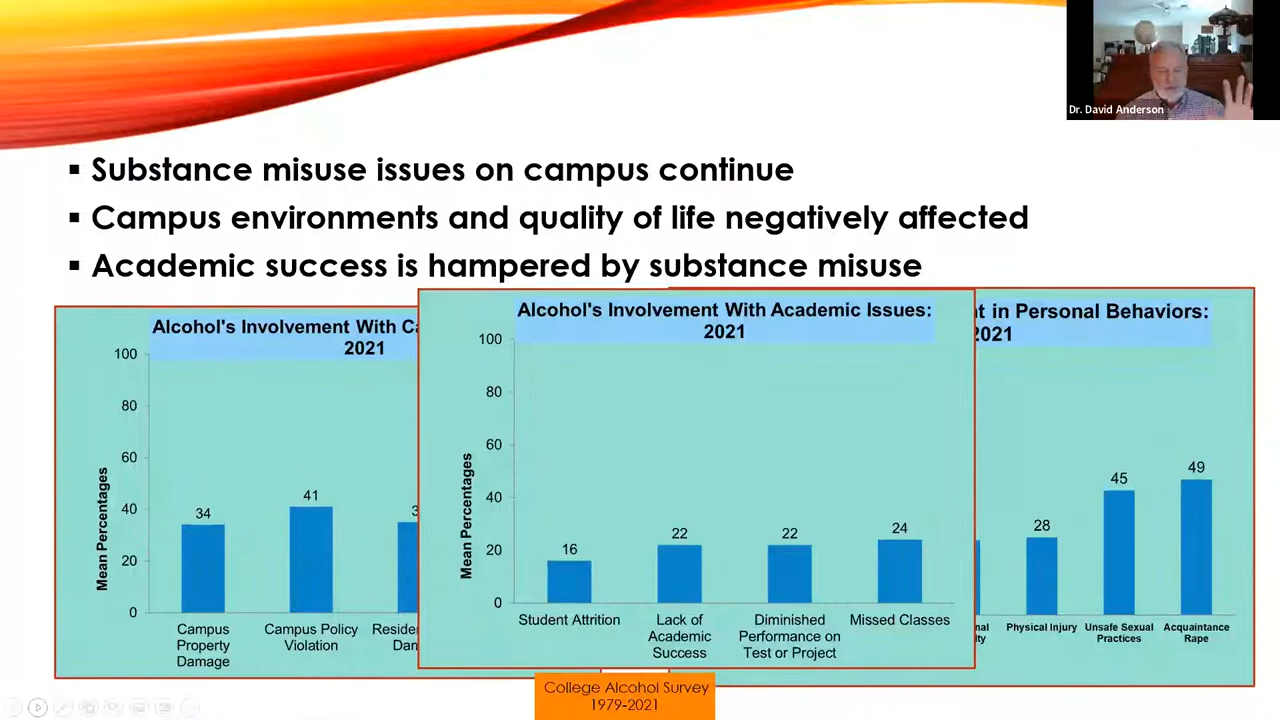 Dr. David Anderson
▪ Substance misuse issues on campus continue
▪ Campus environments and quality of life negatively affected
▪ Academic success is hampered by substance misuse
Alcohol's Involvement With
2021
Mean Percentages
100
80
60
40
20
0
34
41
Campus
Property
Damage
Campus Policy
Violation
Alcohol's Involvement With Academic Issues:
2021
Mean Percentages
100
80
60
40
20
0
16
22
22
24
Student Attrition
Lack of
Academic
Success
Diminished
Performance on
Test or Project
Missed Classes
in Personal Behaviors:
2021
28
45
49
Physical Injury
Unsafe Sexual
Practices
Acquaintance
Rape
College Alcohol Survey
1979-2021